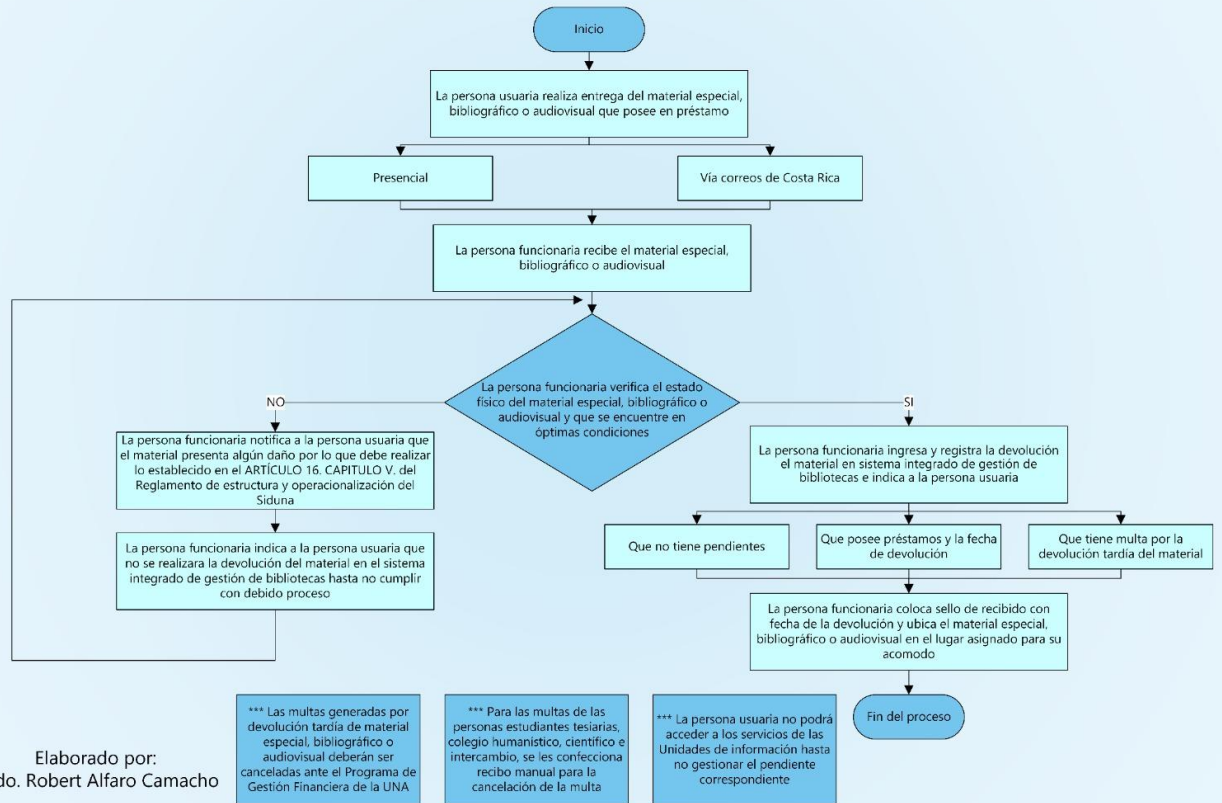 Inicio
La persona usuaria realiza entrega del material especial,
bibliográfico o audiovisual que posee en préstamo
Presencial
Vía correos de Costa Rica
La persona funcionaria recibe el material especial,
bibliográfico o audiovisual
La persona funcionaria verifica el estado
físico del material especial, bibliográfico o
audiovisual y que se encuentre en
óptimas condiciones
NO
SI
La persona funcionaria notifica a la persona usuaria que
el material presenta algún daño por lo que debe realizar
lo establecido en el ARTÍCULO 16. CAPITULO V. del
Reglamento de estructura y operacionalización del
Siduna
La persona funcionaria indica a la persona usuaria que
no se realizara la devolución del material en el sistema
integrado de gestión de bibliotecas hasta no cumplir
con debido proceso
La persona funcionaria ingresa y registra la devolución
el material en sistema integrado de gestión de
bibliotecas e indica a la persona usuaria
Que no tiene pendientes
Que posee préstamos y la fecha
de devolución
Que tiene multa por la
devolución tardía del material
La persona funcionaria coloca sello de recibido con
fecha de la devolución y ubica el material especial,
bibliográfico o audiovisual en el lugar asignado para su
acomodo
Fin del proceso
*** Las multas generadas por
devolución tardía de material
especial, bibliográfico o
audiovisual deberán ser
canceladas ante el Programa de
Gestión Financiera de la UNA
*** Para las multas de las
personas estudiantes tesiarias,
colegio humanístico, científico e
intercambio, se les confecciona
recibo manual para la
cancelación de la multa
*** La persona usuaria no podrá
acceder a los servicios de las
Unidades de información hasta
no gestionar el pendiente
correspondiente
Elaborado por:
do. Robert Alfaro Camacho